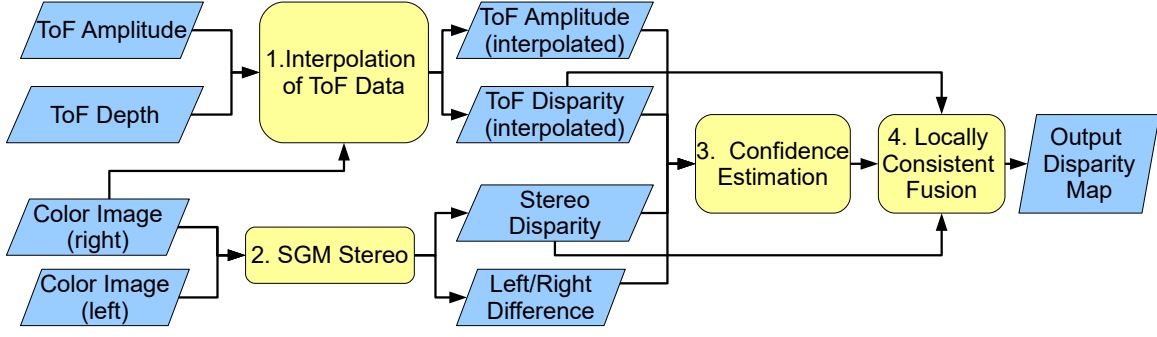 ToF Amplitude
ToF Depth
Color Image
(right)
Color Image
(left)
1.Interpolation
of ToF Data
2. SGM Stereo
ToF Amplitude
(interpolated)
ToF Disparity
(interpolated)
Stereo
Disparity
Left/Right
Difference
3. Confidence
Estimation
4. Locally
Consistent
Fusion
Output
Disparity
Map